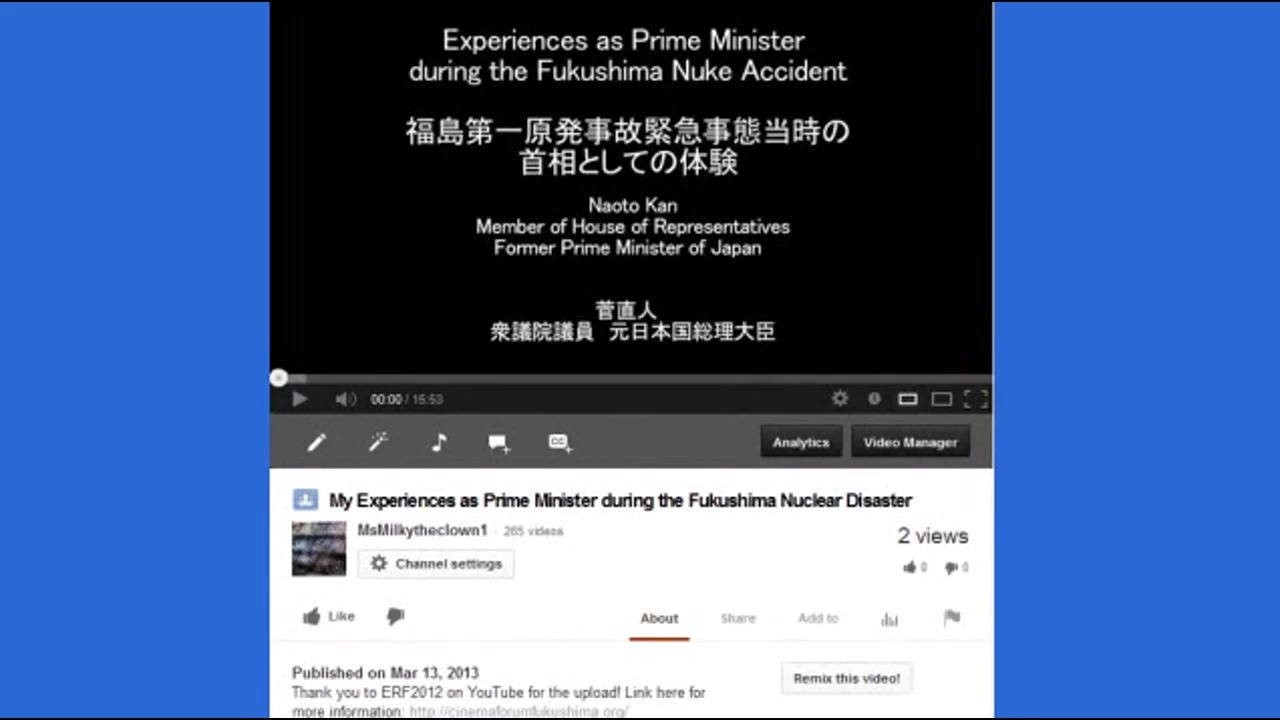 Experiences as Prime Minister
during the Fukushima Nuke Accident
福島第一原発事故緊急事態当時の
首相としての体験
Naoto Kan
Member of House of Representatives
Former Prime Minister of Japan
菅直人
衆議院議員 元日本国総理大臣
00:00 / 15:53
CC
Analytics
Video Manager
My Experiences as Prime Minister during the Fukushima Nuclear Disaster
MsMilkytheclown1 · 265 videos
2 views
Channel settings
0 0
Like
About
Share
Add to
Published on Mar 13, 2013
Remix this video!
Thank you to ERF2012 on YouTube for the upload! Link here for
more information: http://cinemaforumfukushima.org/